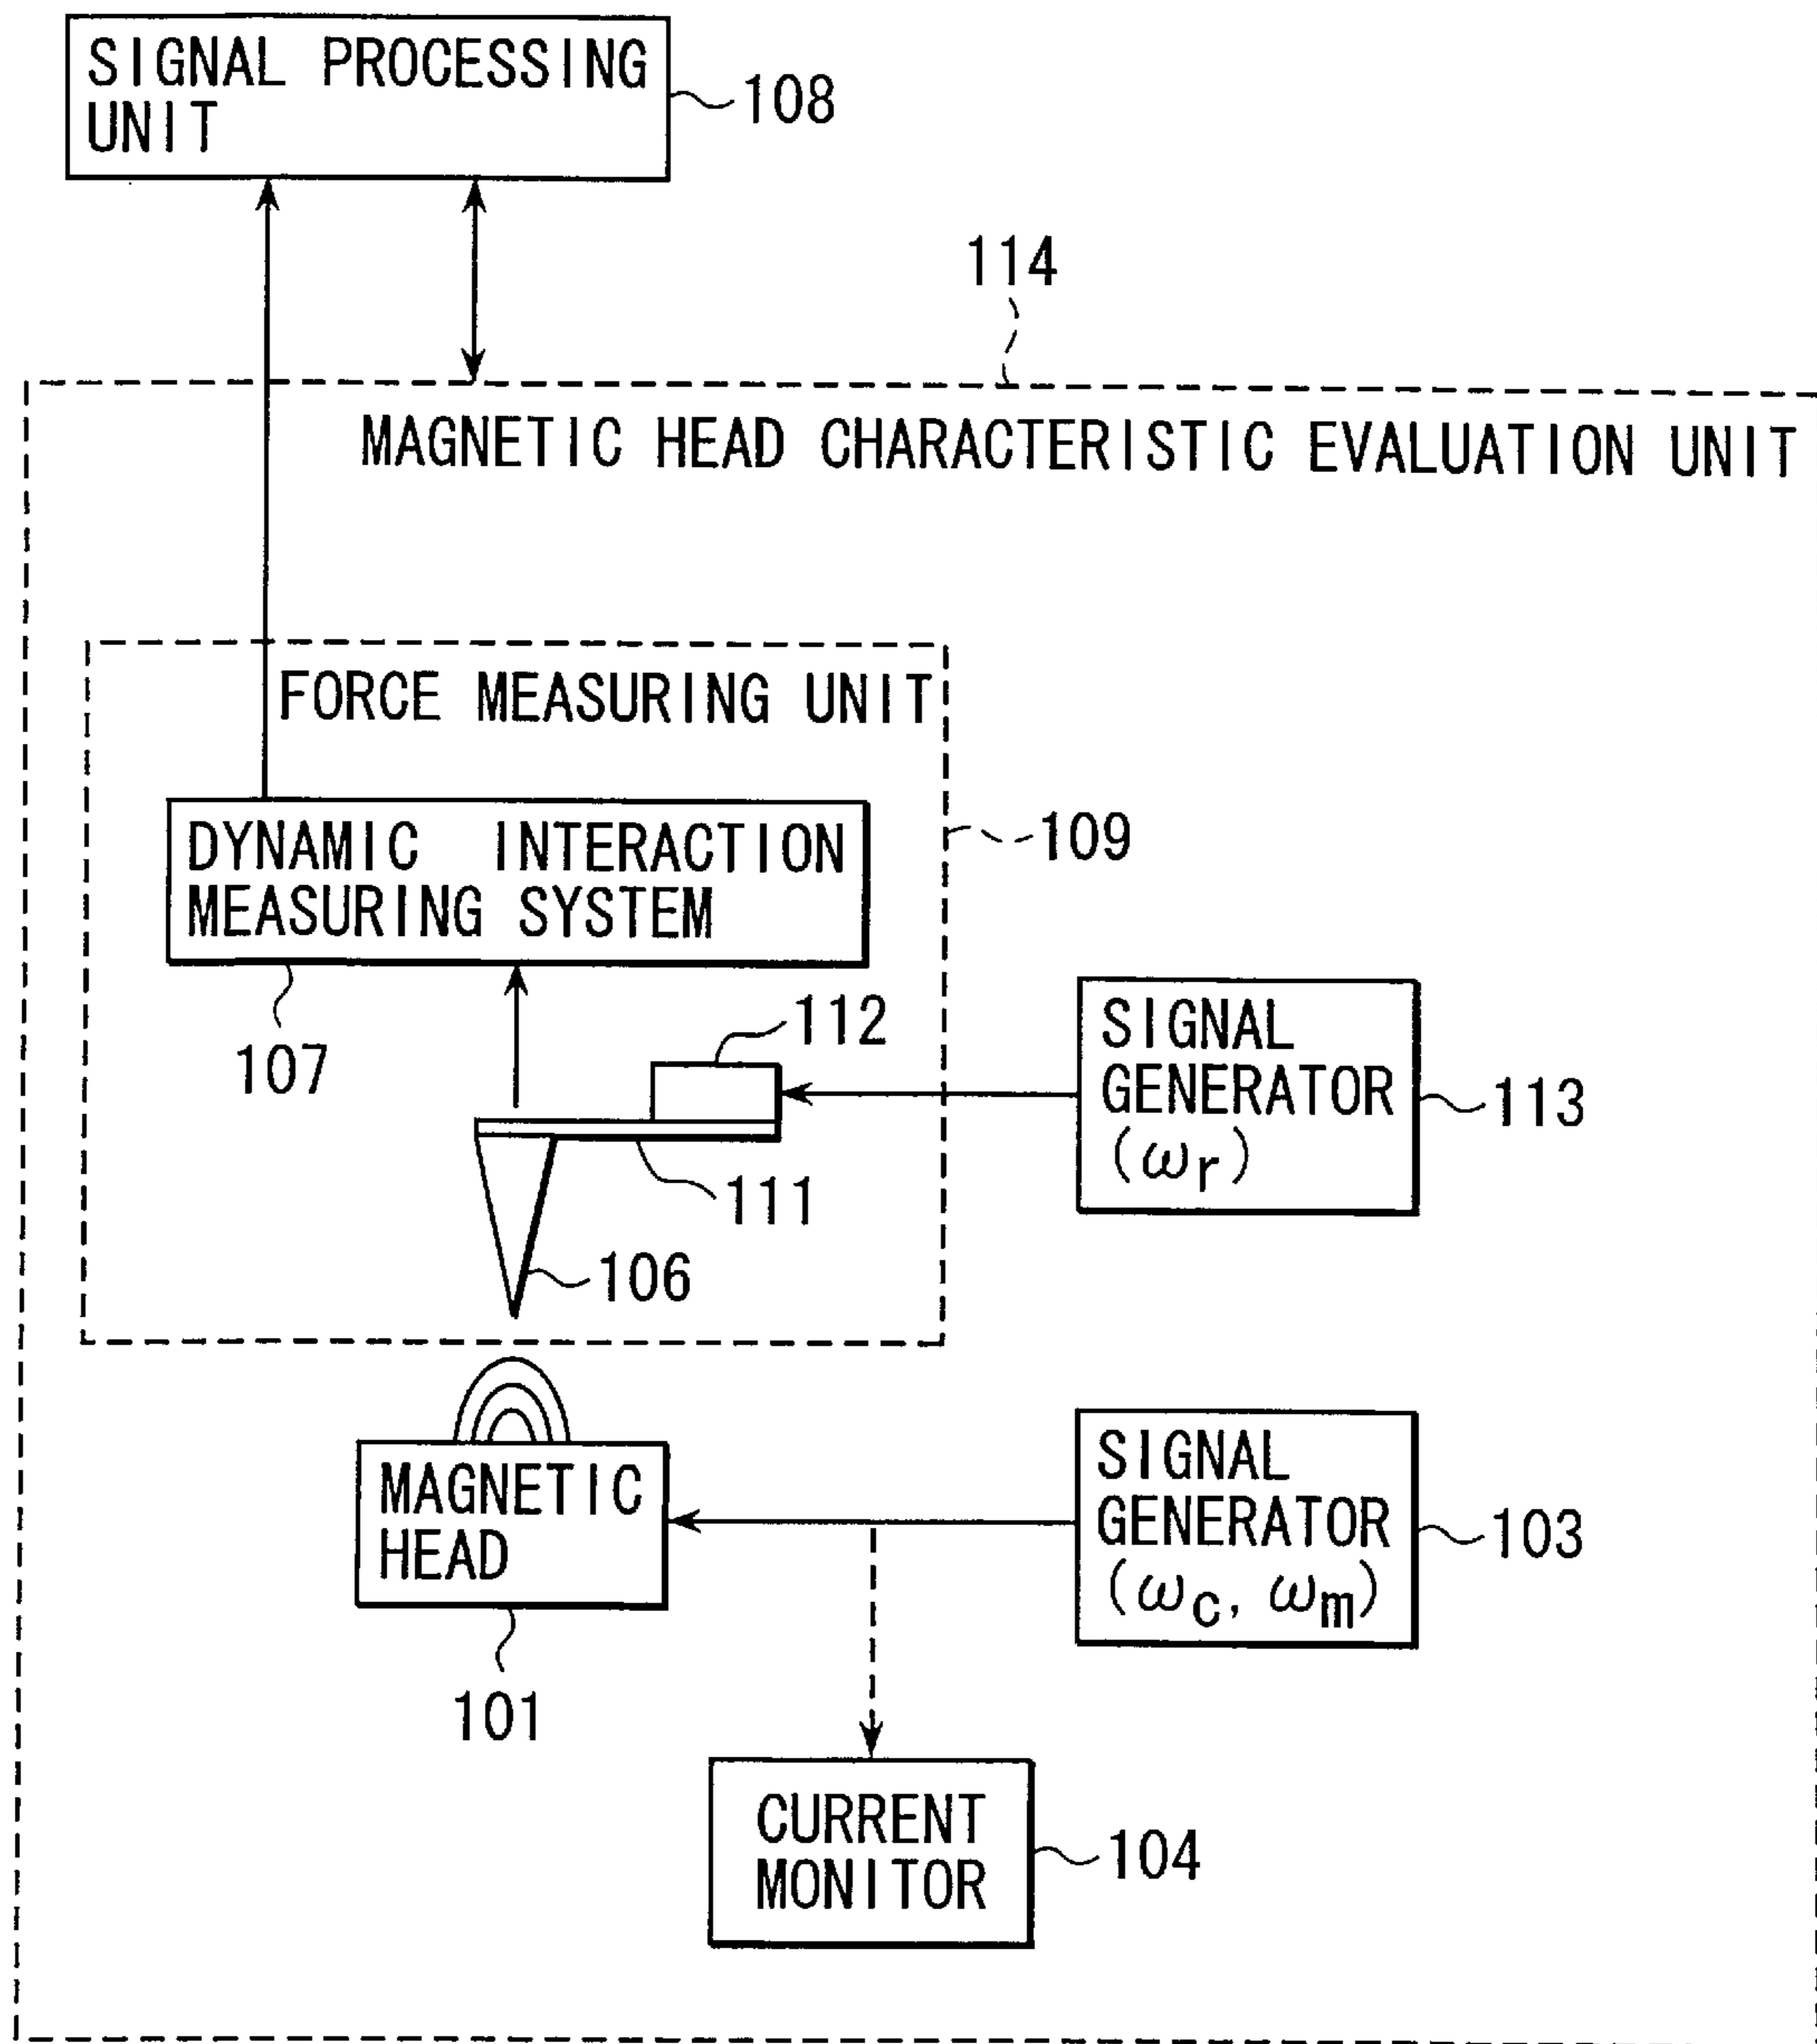 SIGNAL PROCESSING
UNIT
108
114
MAGNETIC HEAD CHARACTERISTIC EVALUATION UNIT
FORCE MEASURING UNIT
DYNAMIC INTERACTION
MEASURING SYSTEM
109
107
112
SIGNAL
GENERATOR
(ωr)
113
111
106
MAGNETIC
HEAD
101
SIGNAL
GENERATOR
(ωc, ωm)
103
CURRENT
MONITOR
104